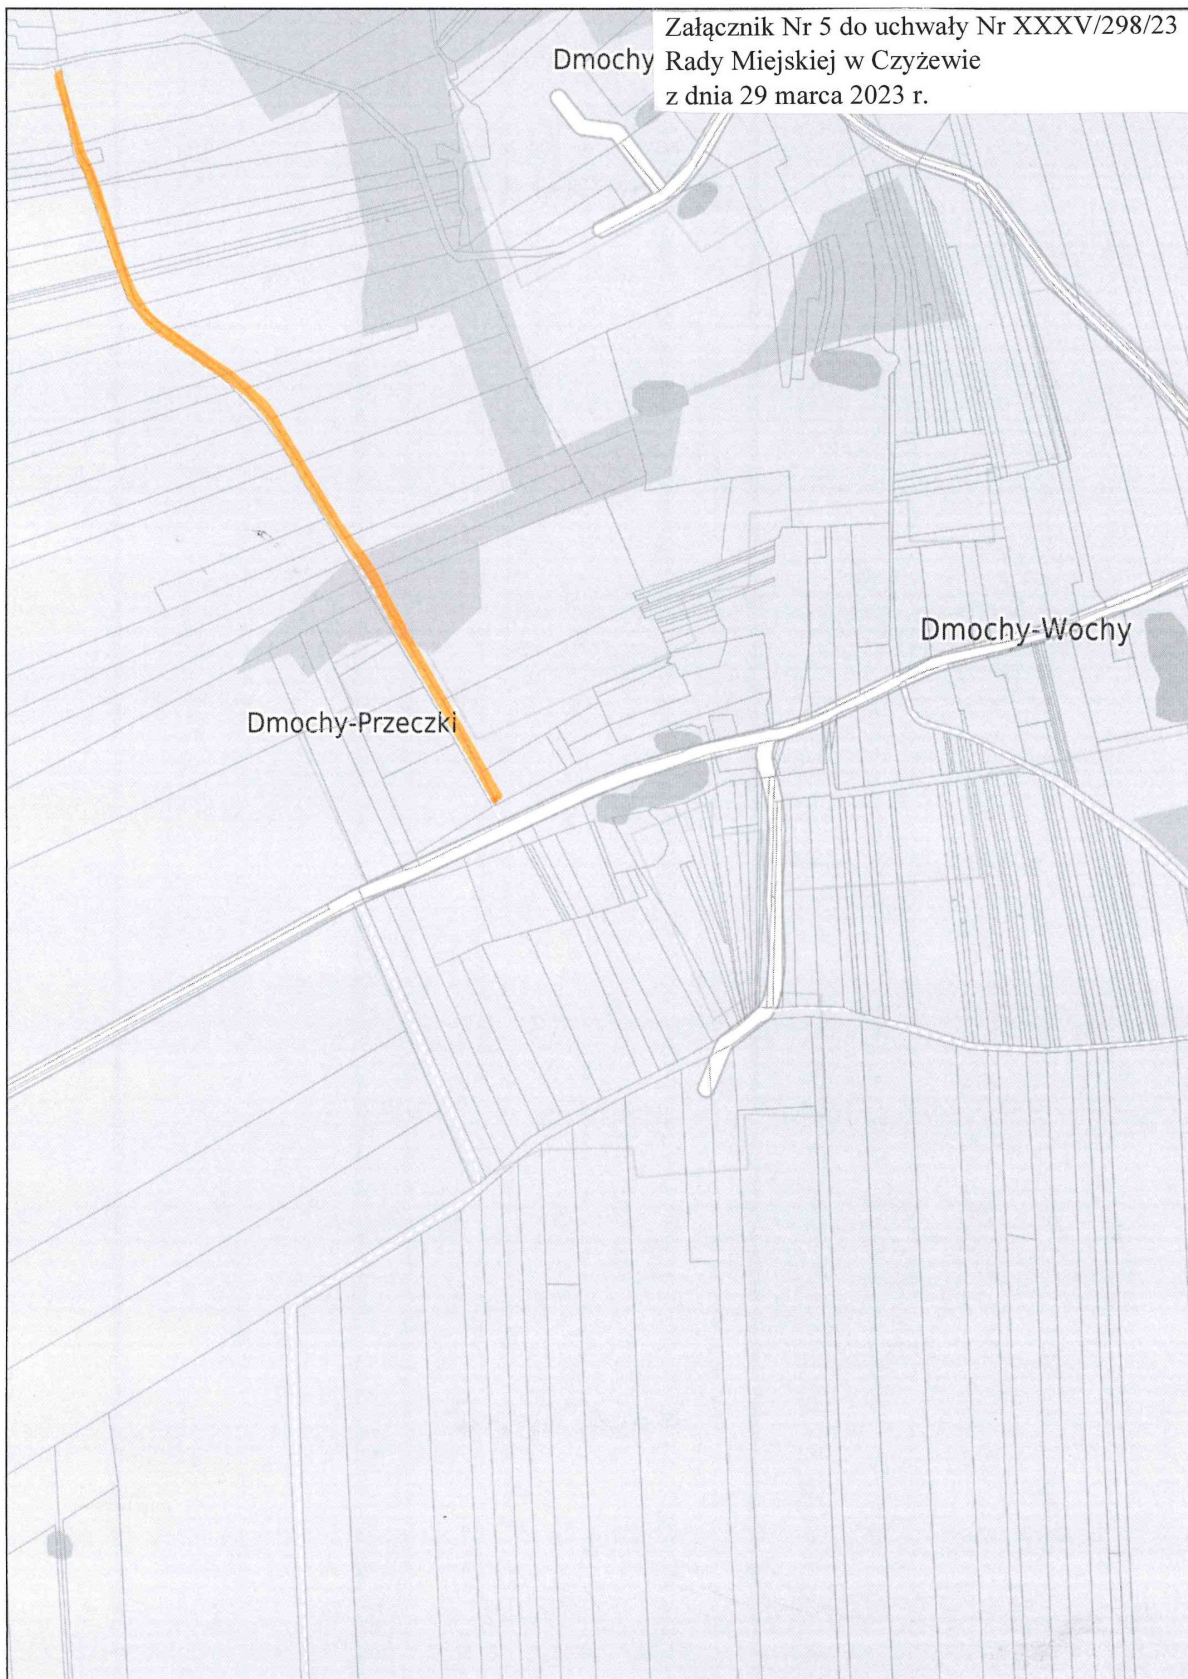 Załącznik Nr 5 do uchwały Nr XXXV/298/23
Rady Miejskiej w Czyżewie
z dnia 29 marca 2023 r.
Dmochy
Dmochy-Wochy
Dmochy-Przeczki